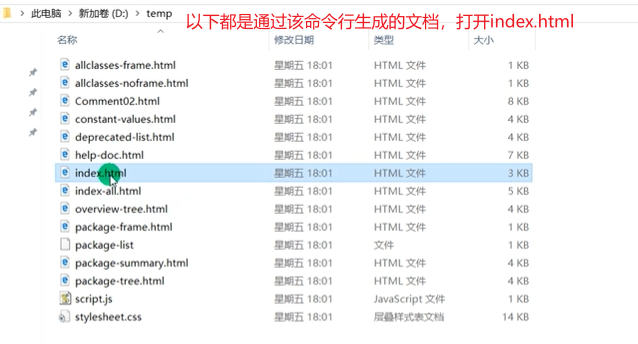 此电脑 › 新加卷 (D:) › temp
以下都是通过该命令行生成的文档，打开index.html
名称 修改日期 类型 大小
allclasses-frame.html 星期五 18:01 HTML 文件 1 KB
allclasses-noframe.html 星期五 18:01 HTML 文件 1 KB
Comment02.html 星期五 18:01 HTML 文件 8 KB
constant-values.html 星期五 18:01 HTML 文件 4 KB
deprecated-list.html 星期五 18:01 HTML 文件 4 KB
help-doc.html 星期五 18:01 HTML 文件 7 KB
index.html 星期五 18:01 HTML 文件 3 KB
index-all.html 星期五 18:01 HTML 文件 5 KB
overview-tree.html 星期五 18:01 HTML 文件 4 KB
package-frame.html 星期五 18:01 HTML 文件 1 KB
package-list 星期五 18:01 文件 1 KB
package-summary.html 星期五 18:01 HTML 文件 4 KB
package-tree.html 星期五 18:01 HTML 文件 4 KB
script.js 星期五 18:01 JavaScript 文件 1 KB
stylesheet.css 星期五 18:01 层叠样式表文档 14 KB